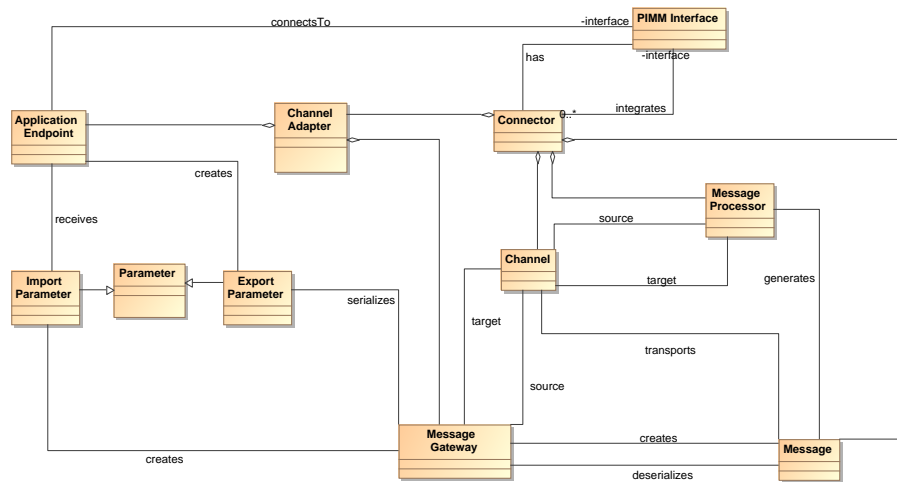 PIMM Interface
connectsTo
-interface
has
-interface
integrates
0..*
Application
Endpoint
Channel
Adapter
Connector
creates
receives
Message
Processor
source
Channel
Import
Parameter
Parameter
Export
Parameter
serializes
target
generates
target
transports
source
Message
Gateway
creates
creates
deserializes
Message